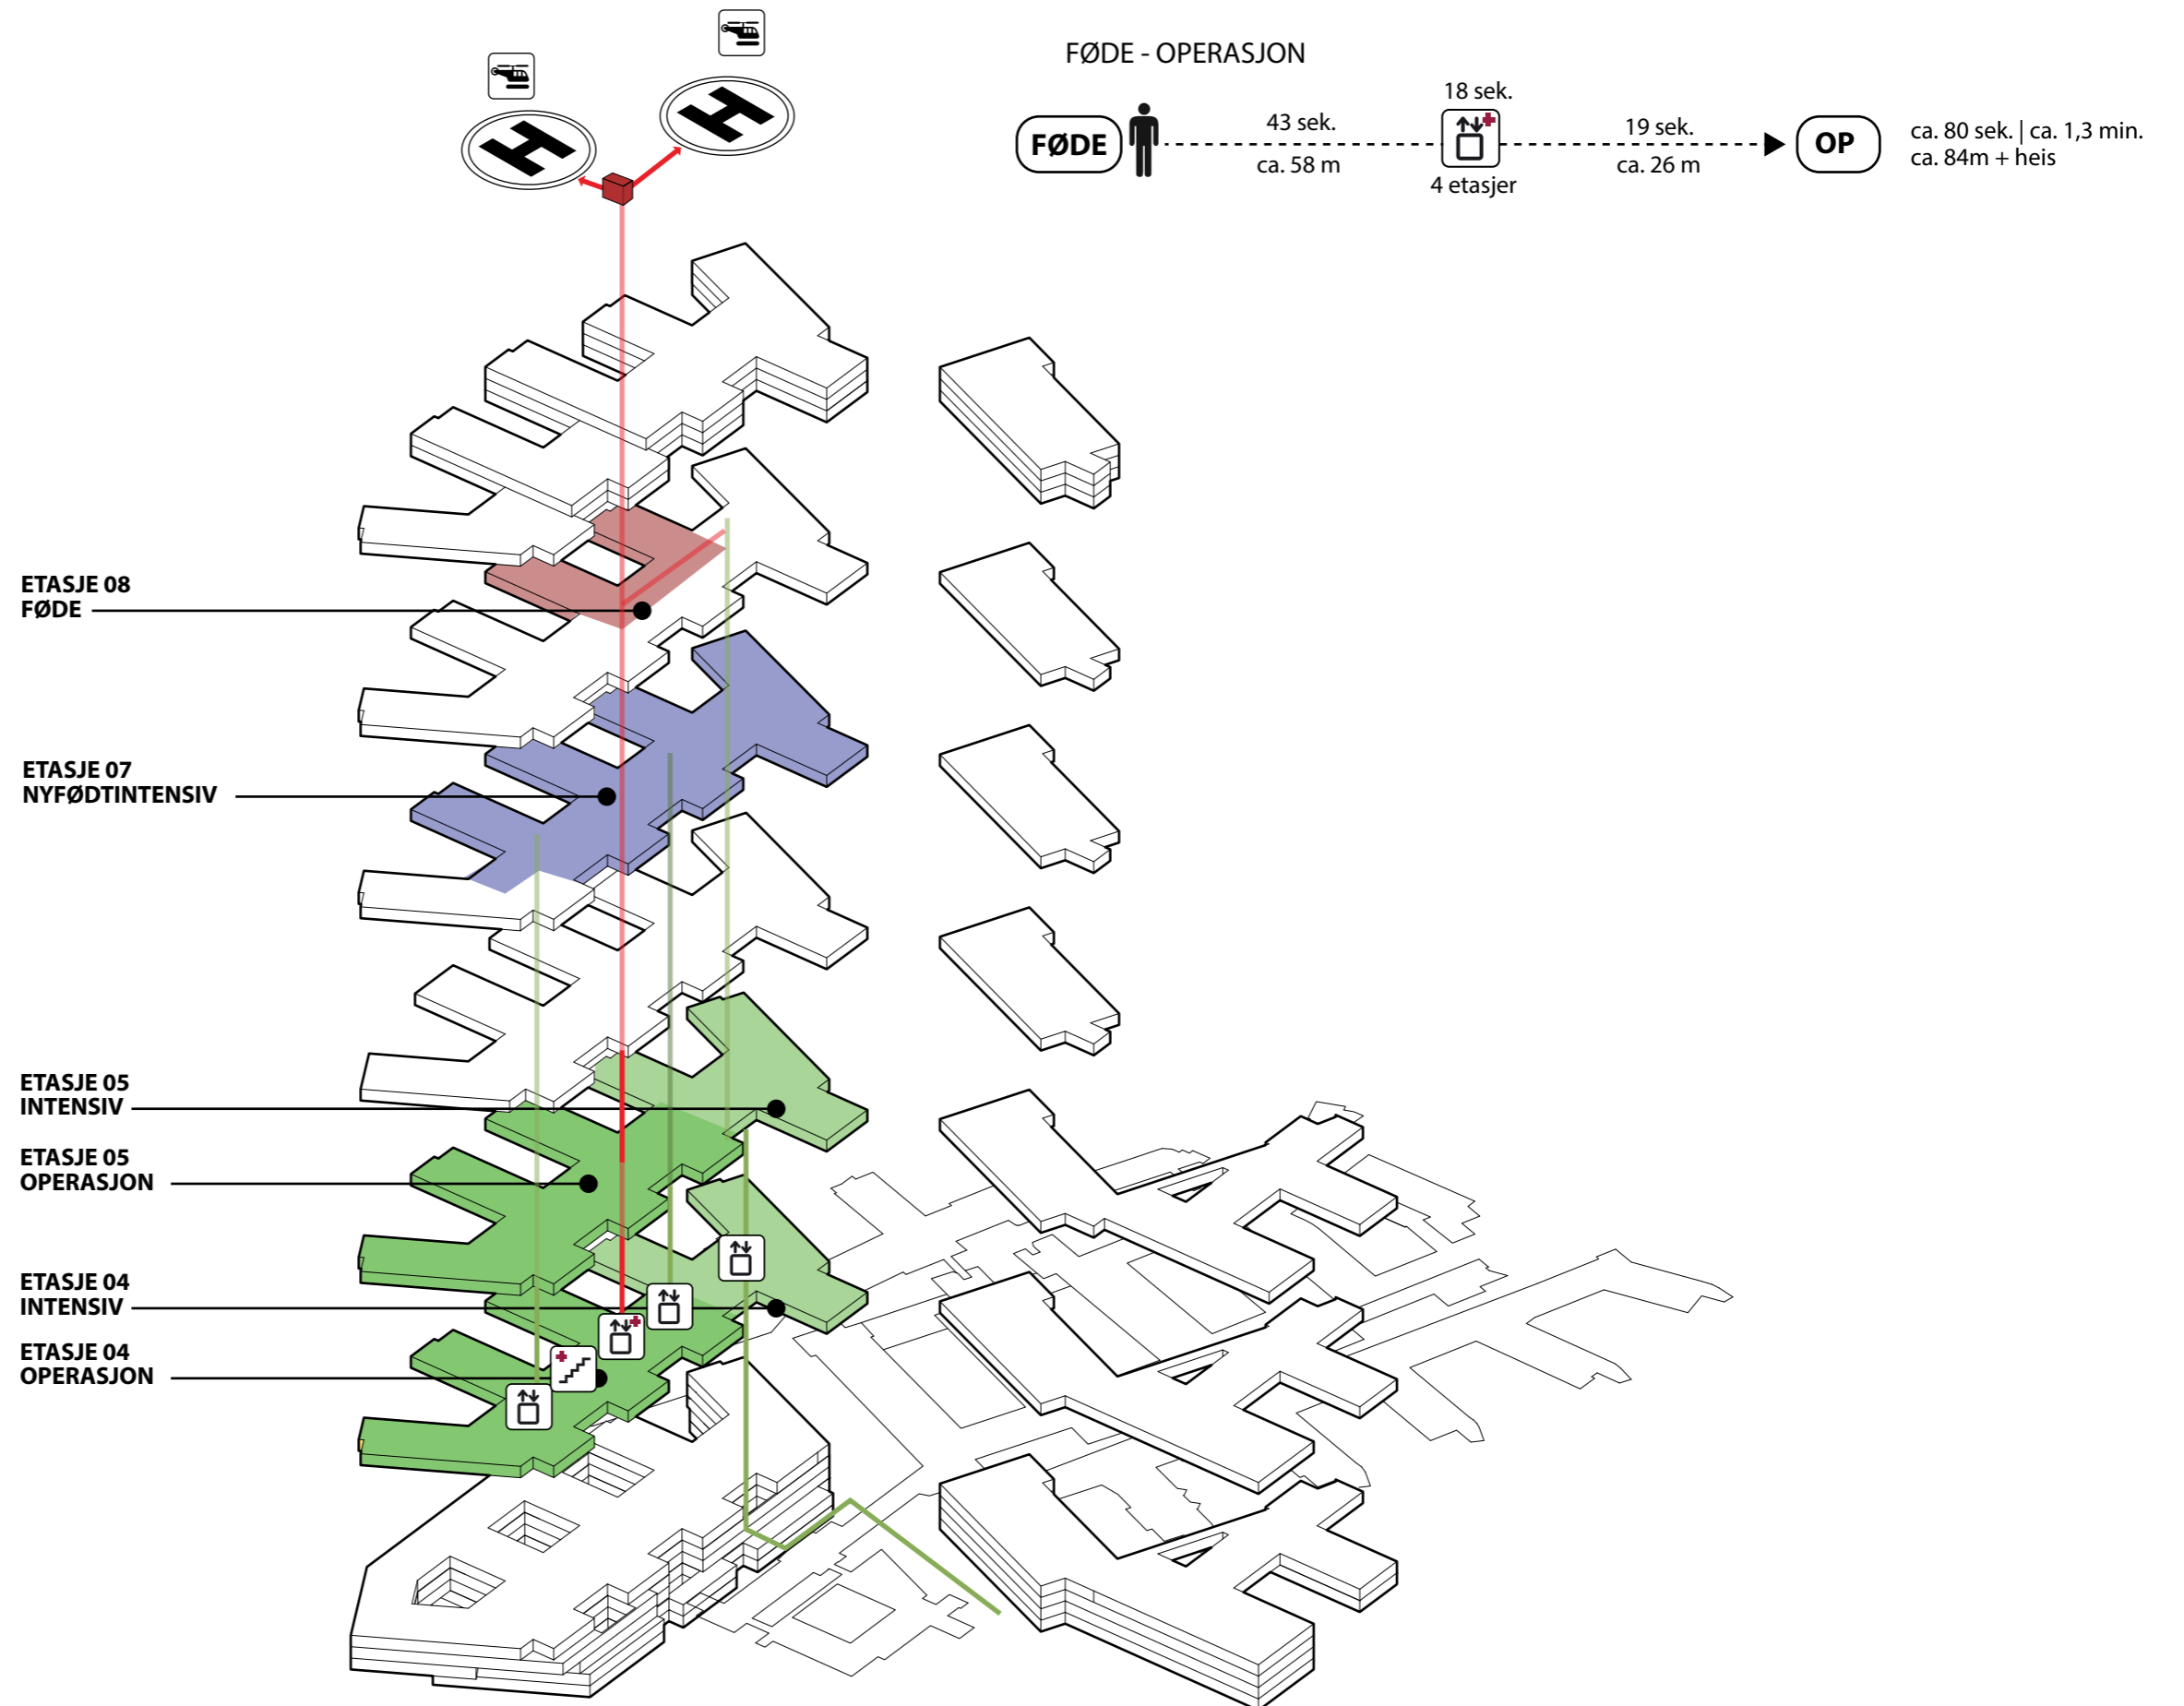 FØDE - OPERASJON
18 sek.
43 sek.
19 sek.
FØDE
OP
ca. 80 sek. | ca. 1,3 min.
ca. 84m + heis
ca. 58 m
ca. 26 m
4 etasjer
H
H
ETASJE 08
FØDE
ETASJE 07
NYFØDTINTENSIV
ETASJE 05
INTENSIV
ETASJE 05
OPERASJON
ETASJE 04
INTENSIV
ETASJE 04
OPERASJON